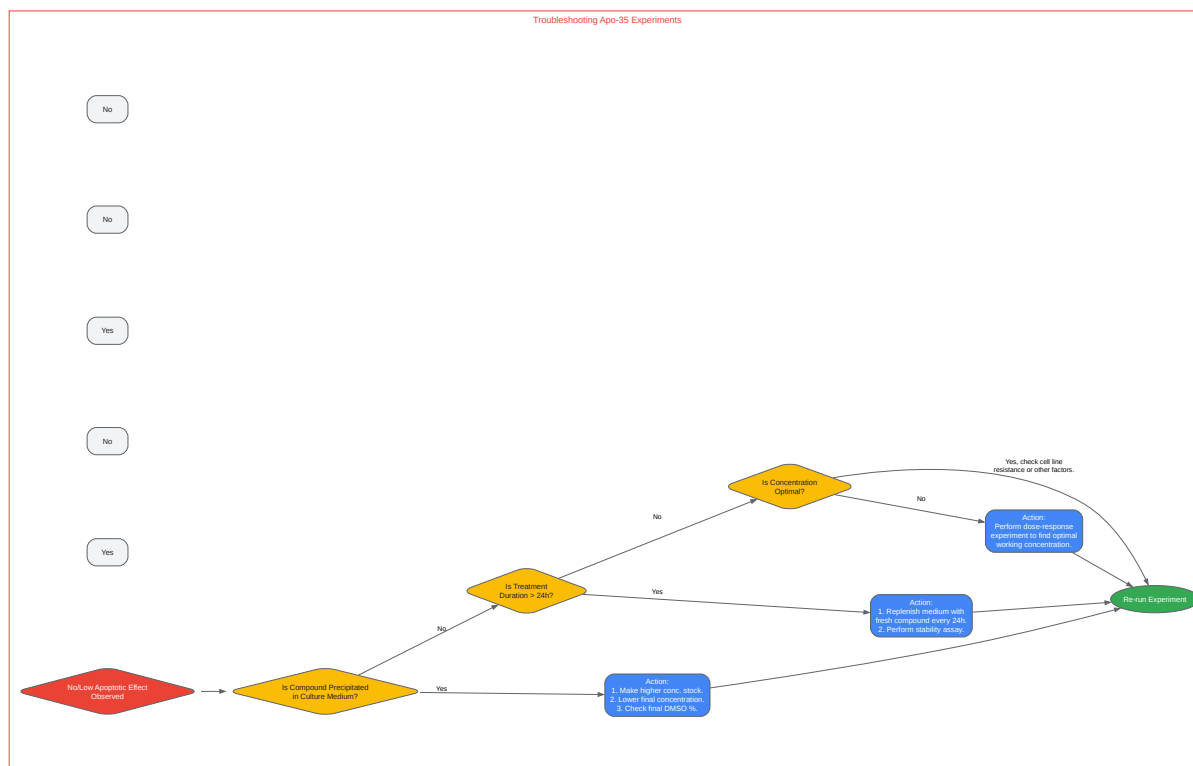 Troubleshooting Apo-35 Experiments
No
No
Yes
No
Yes
Yes, check cell line
resistance or other factors.
Is Concentration
Optimal?
No
No
Action:
Perform dose-response
experiment to find optimal
working concentration.
Is Treatment
Duration > 24h?
Yes
Action:
1. Replenish medium with
fresh compound every 24h.
2. Perform stability assay.
Re-run Experiment
No
No/Low Apoptotic Effect
Observed
Is Compound Precipitated
in Culture Medium?
Yes
Action:
1. Make higher conc. stock.
2. Lower final concentration.
3. Check final DMSO %.